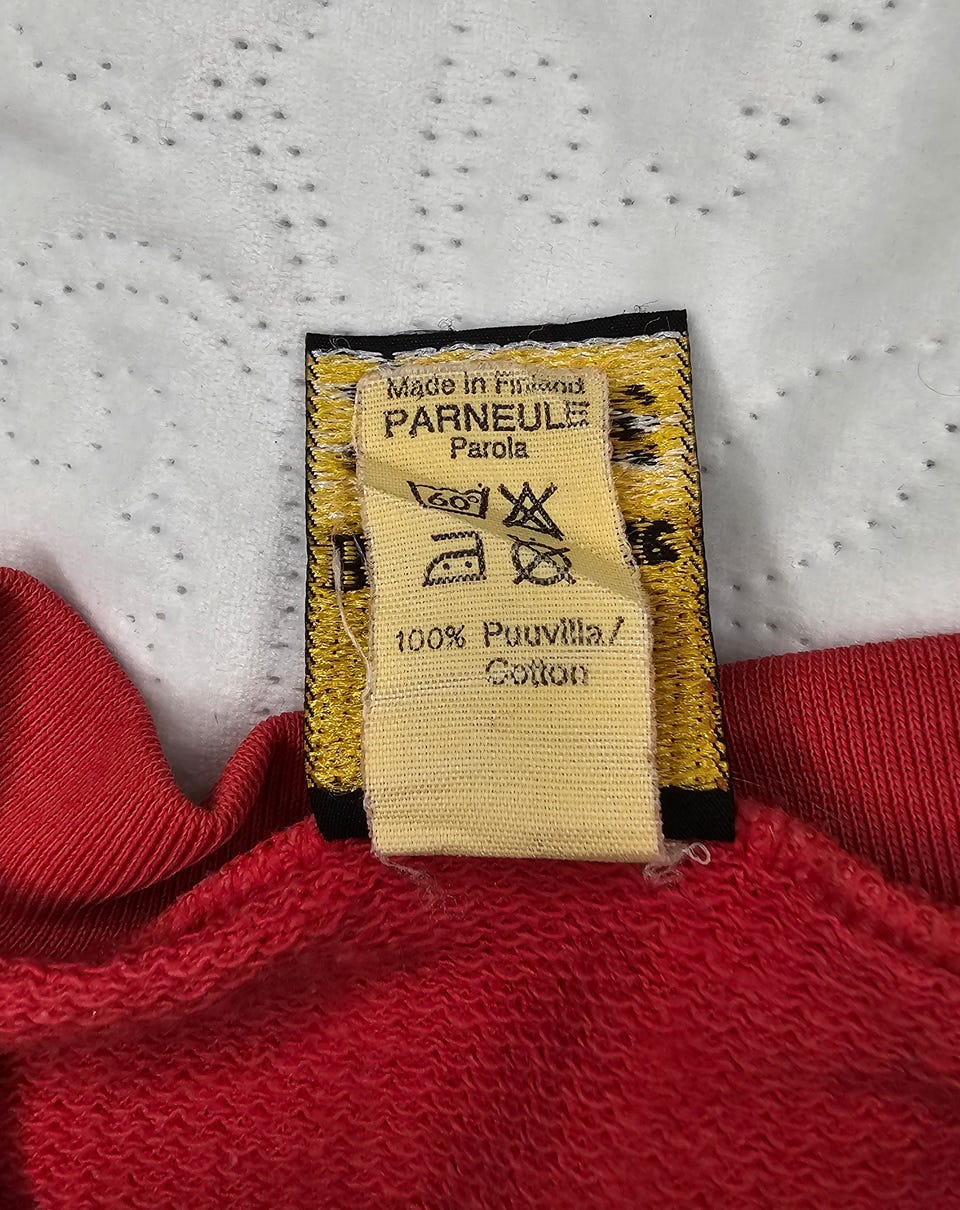 Made in Finland
PARNEULE
Parola
60°
100% Puuvilla/
Cotton